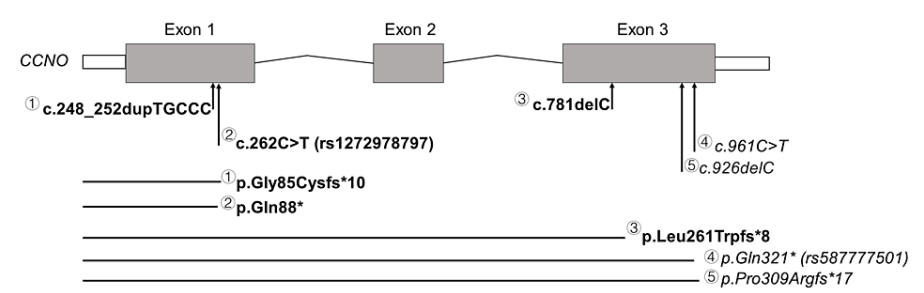 Exon 1 Exon 2 Exon 3
CCNO
① c.248_252dupTGCCC ③ c.781delC
② c.262C>T (rs1272978797) ④ c.961C>T
⑤ c.926delC
① p.Gly85Cysfs*10
② p.Gln88*
③ p.Leu261Trpfs*8
④ p.Gln321* (rs587777501)
⑤ p.Pro309Argfs*17